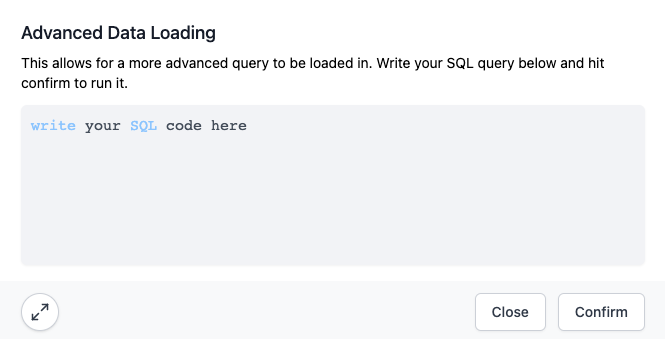 Advanced Data Loading
This allows for a more advanced query to be loaded in. Write your SQL query below and hit
confirm to run it.
write your SQL code here
Close
Confirm